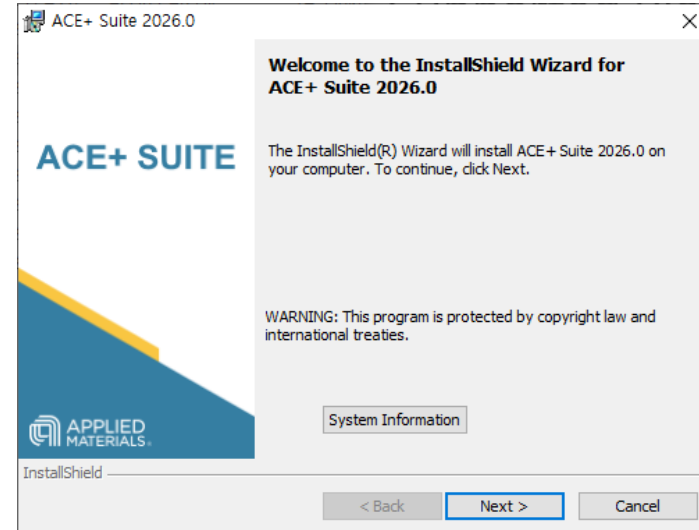 ACE+ Suite 2026.0
Welcome to the InstallShield Wizard for
ACE+ Suite 2026.0
ACE+ SUITE
The InstallShield(R) Wizard will install ACE+ Suite 2026.0 on
your computer. To continue, click Next.
WARNING: This program is protected by copyright law and
international treaties.
System Information
APPLIED
MATERIALS.
InstallShield
< Back
Next >
Cancel